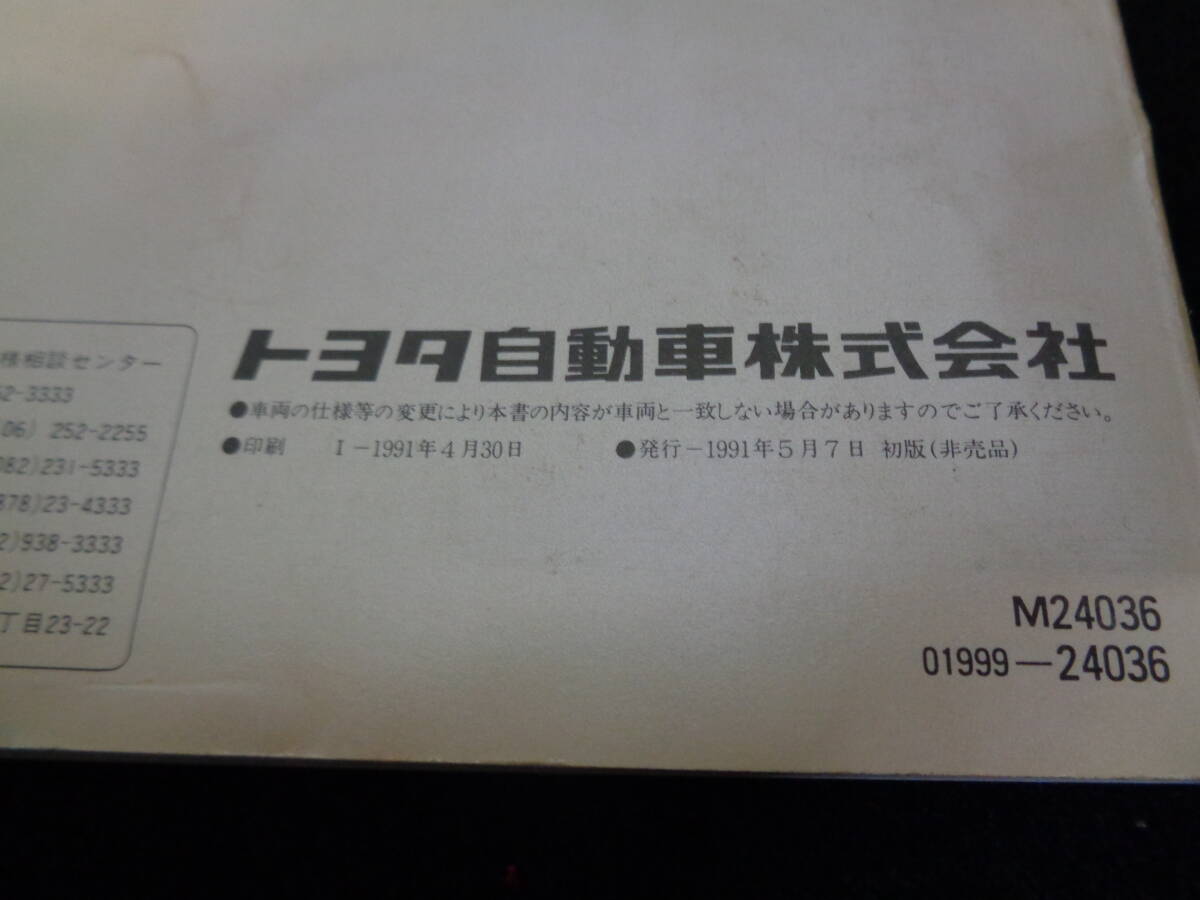 様相談センター
52-3333
06) 252-2255
082)231-5333
878)23-4333
2)938-3333
2)27-5333
丁目23-22
トヨタ自動車株式会社
●車両の仕様等の変更により本書の内容が車両と一致しない場合がありますのでご了承ください。
●印刷 I-1991年4月30日 ●発行-1991年5月7日 初版(非売品)
M24036
01999-24036